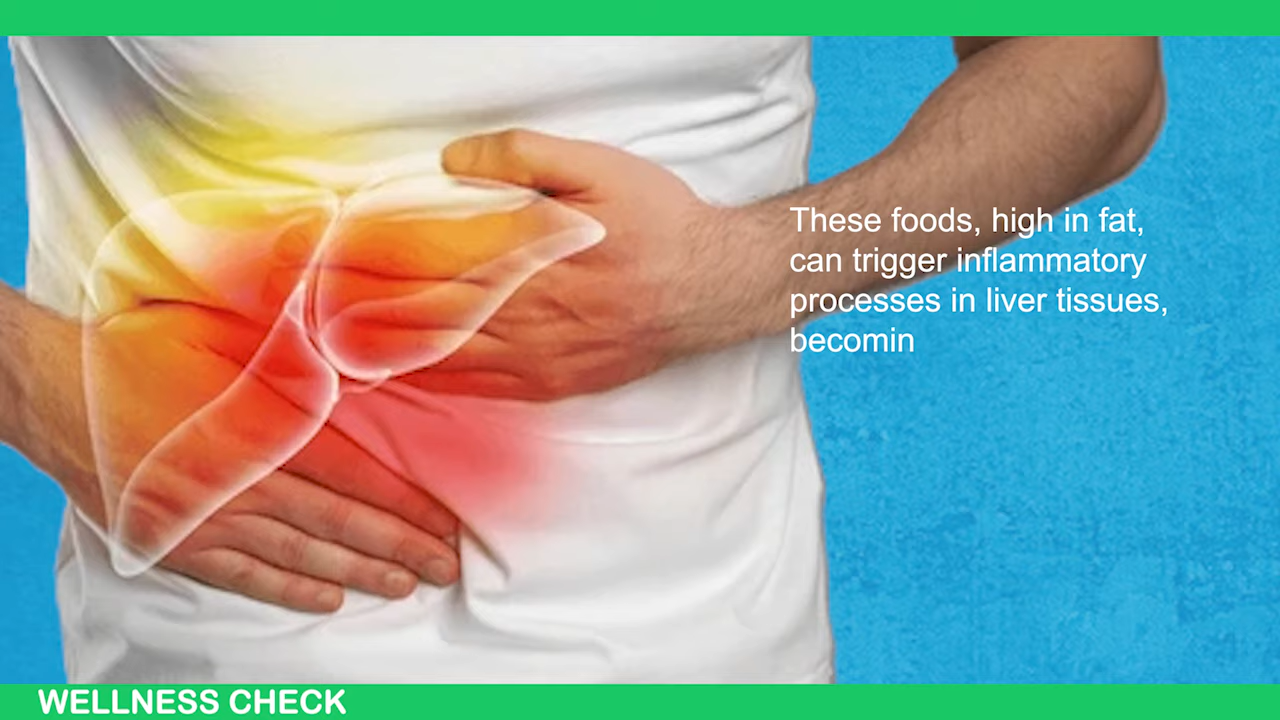 These foods, high in fat,
can trigger inflammatory
processes in liver tissues,
becomin
WELLNESS CHECK